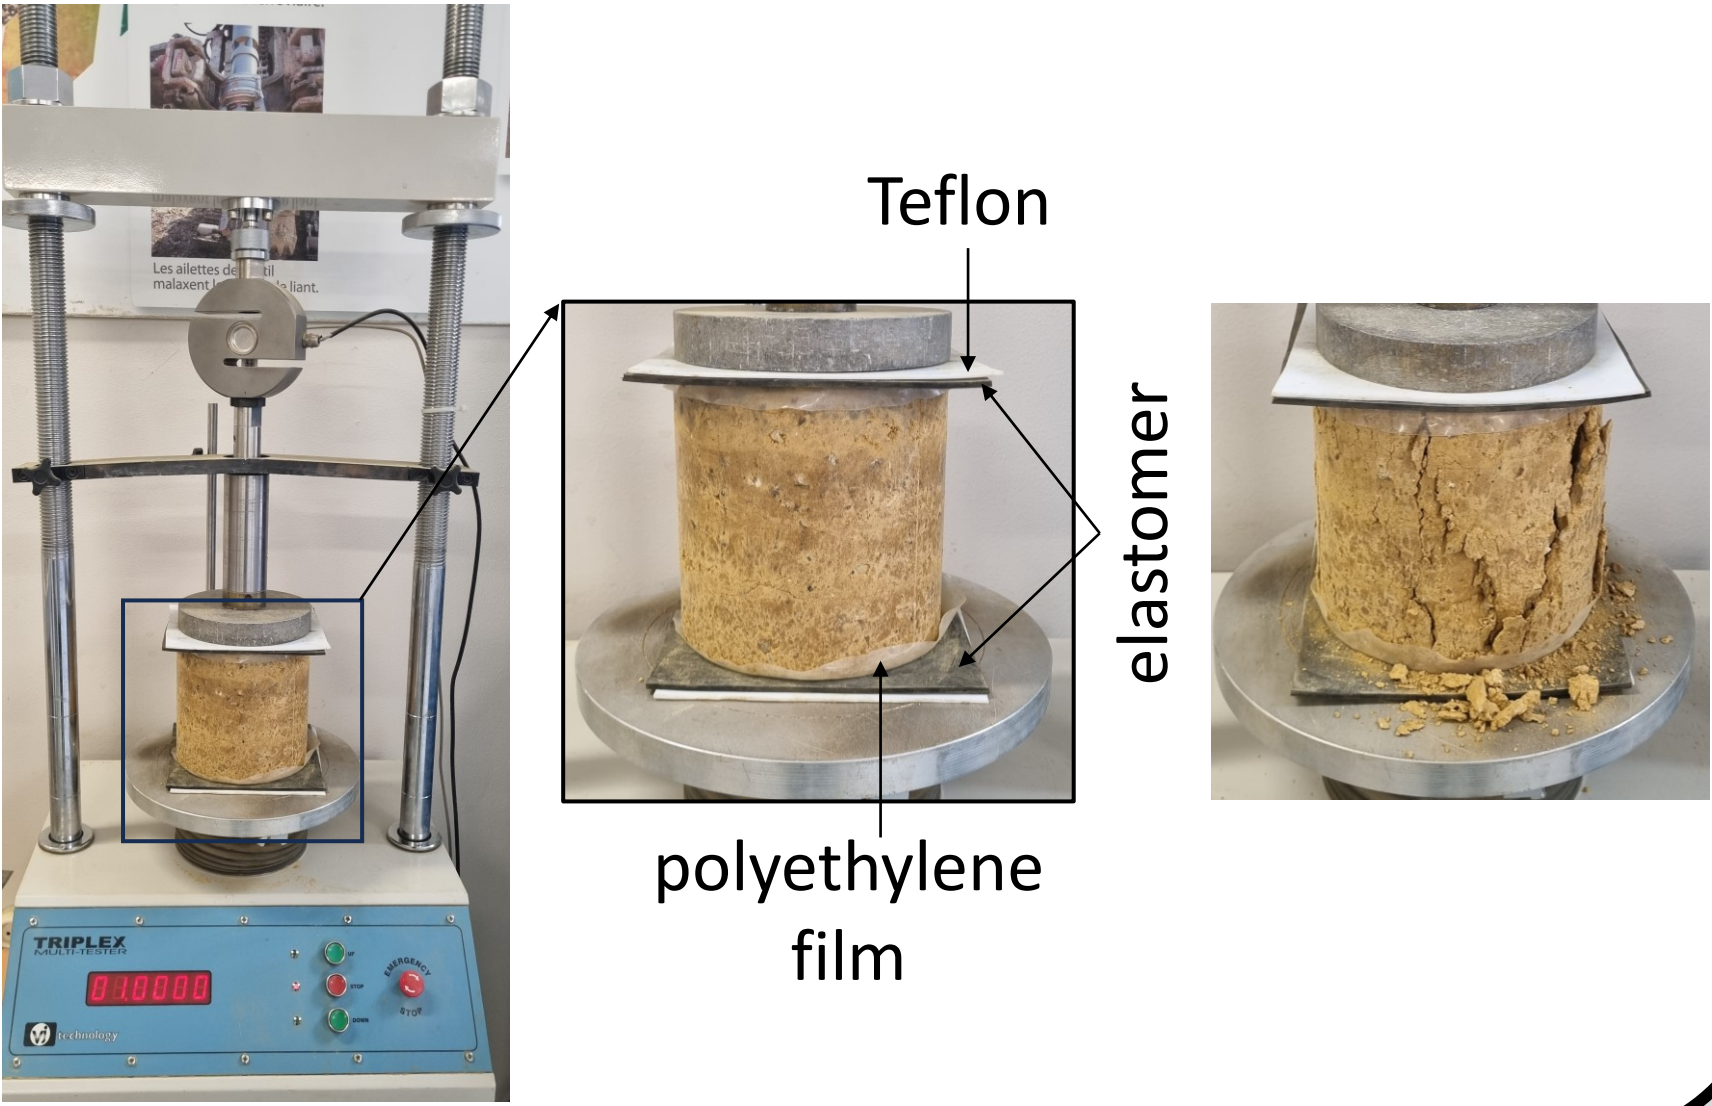 Les ailettes de
til
malaxent
liant.
Teflon
elastomer
polyethylene
film
TRIPLEX
MULTI-TESTER
01.0000
UP
STOP
DOWN
EMERGENCY
STOP
technology